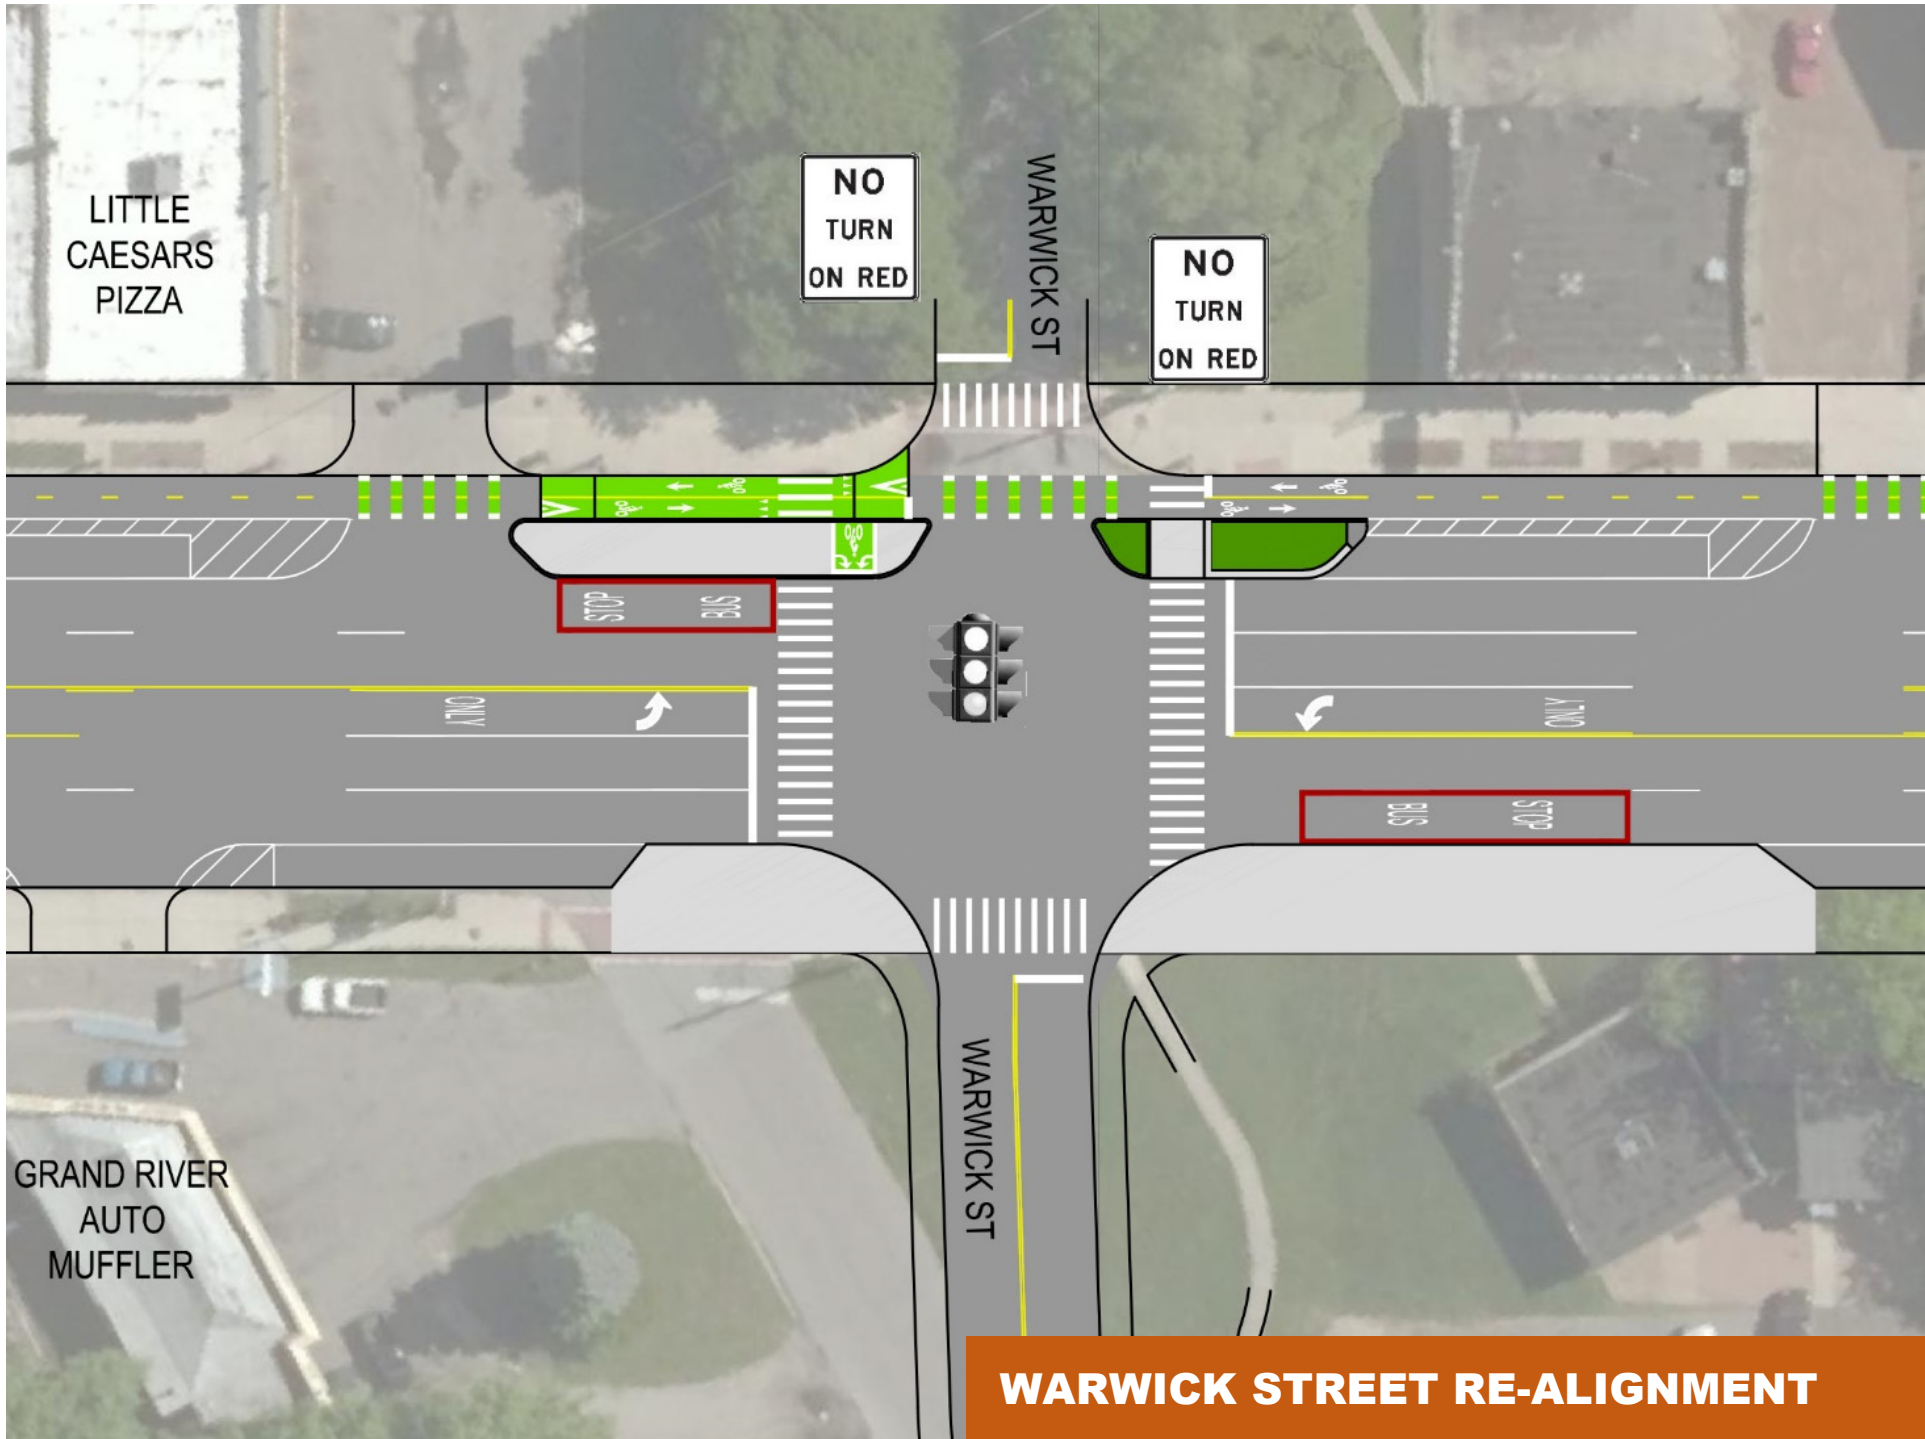 NO
TURN
ON RED
WARWICK ST
NO
TURN
ON RED
LITTLE
CAESARS
PIZZA
STOP
BUS
ONLY
ONLY
BUS
STOP
WARWICK ST
GRAND RIVER
AUTO
MUFFLER
WARWICK STREET RE-ALIGNMENT